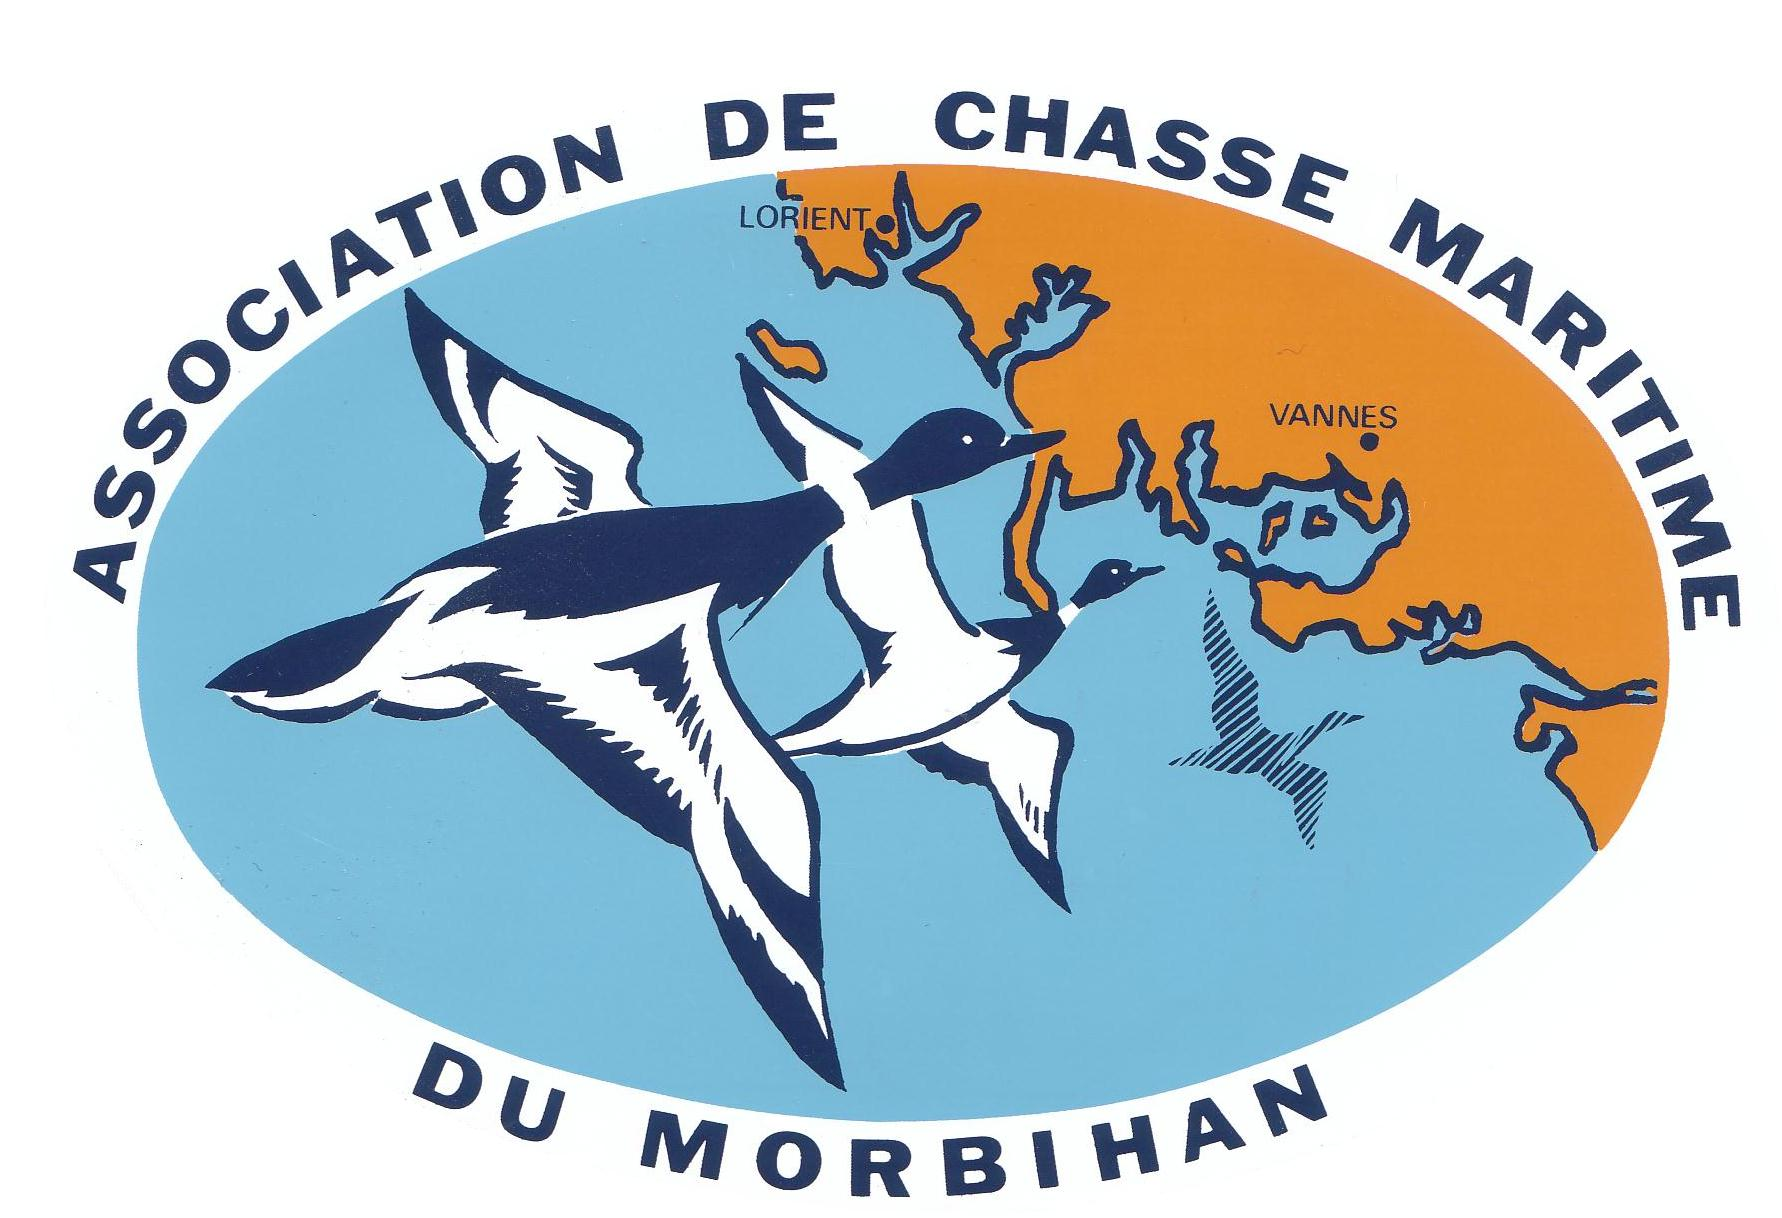 ASSOCIATION DE CHASSE MARITIME
LORIENT
VANNES
DU MORBIHAN